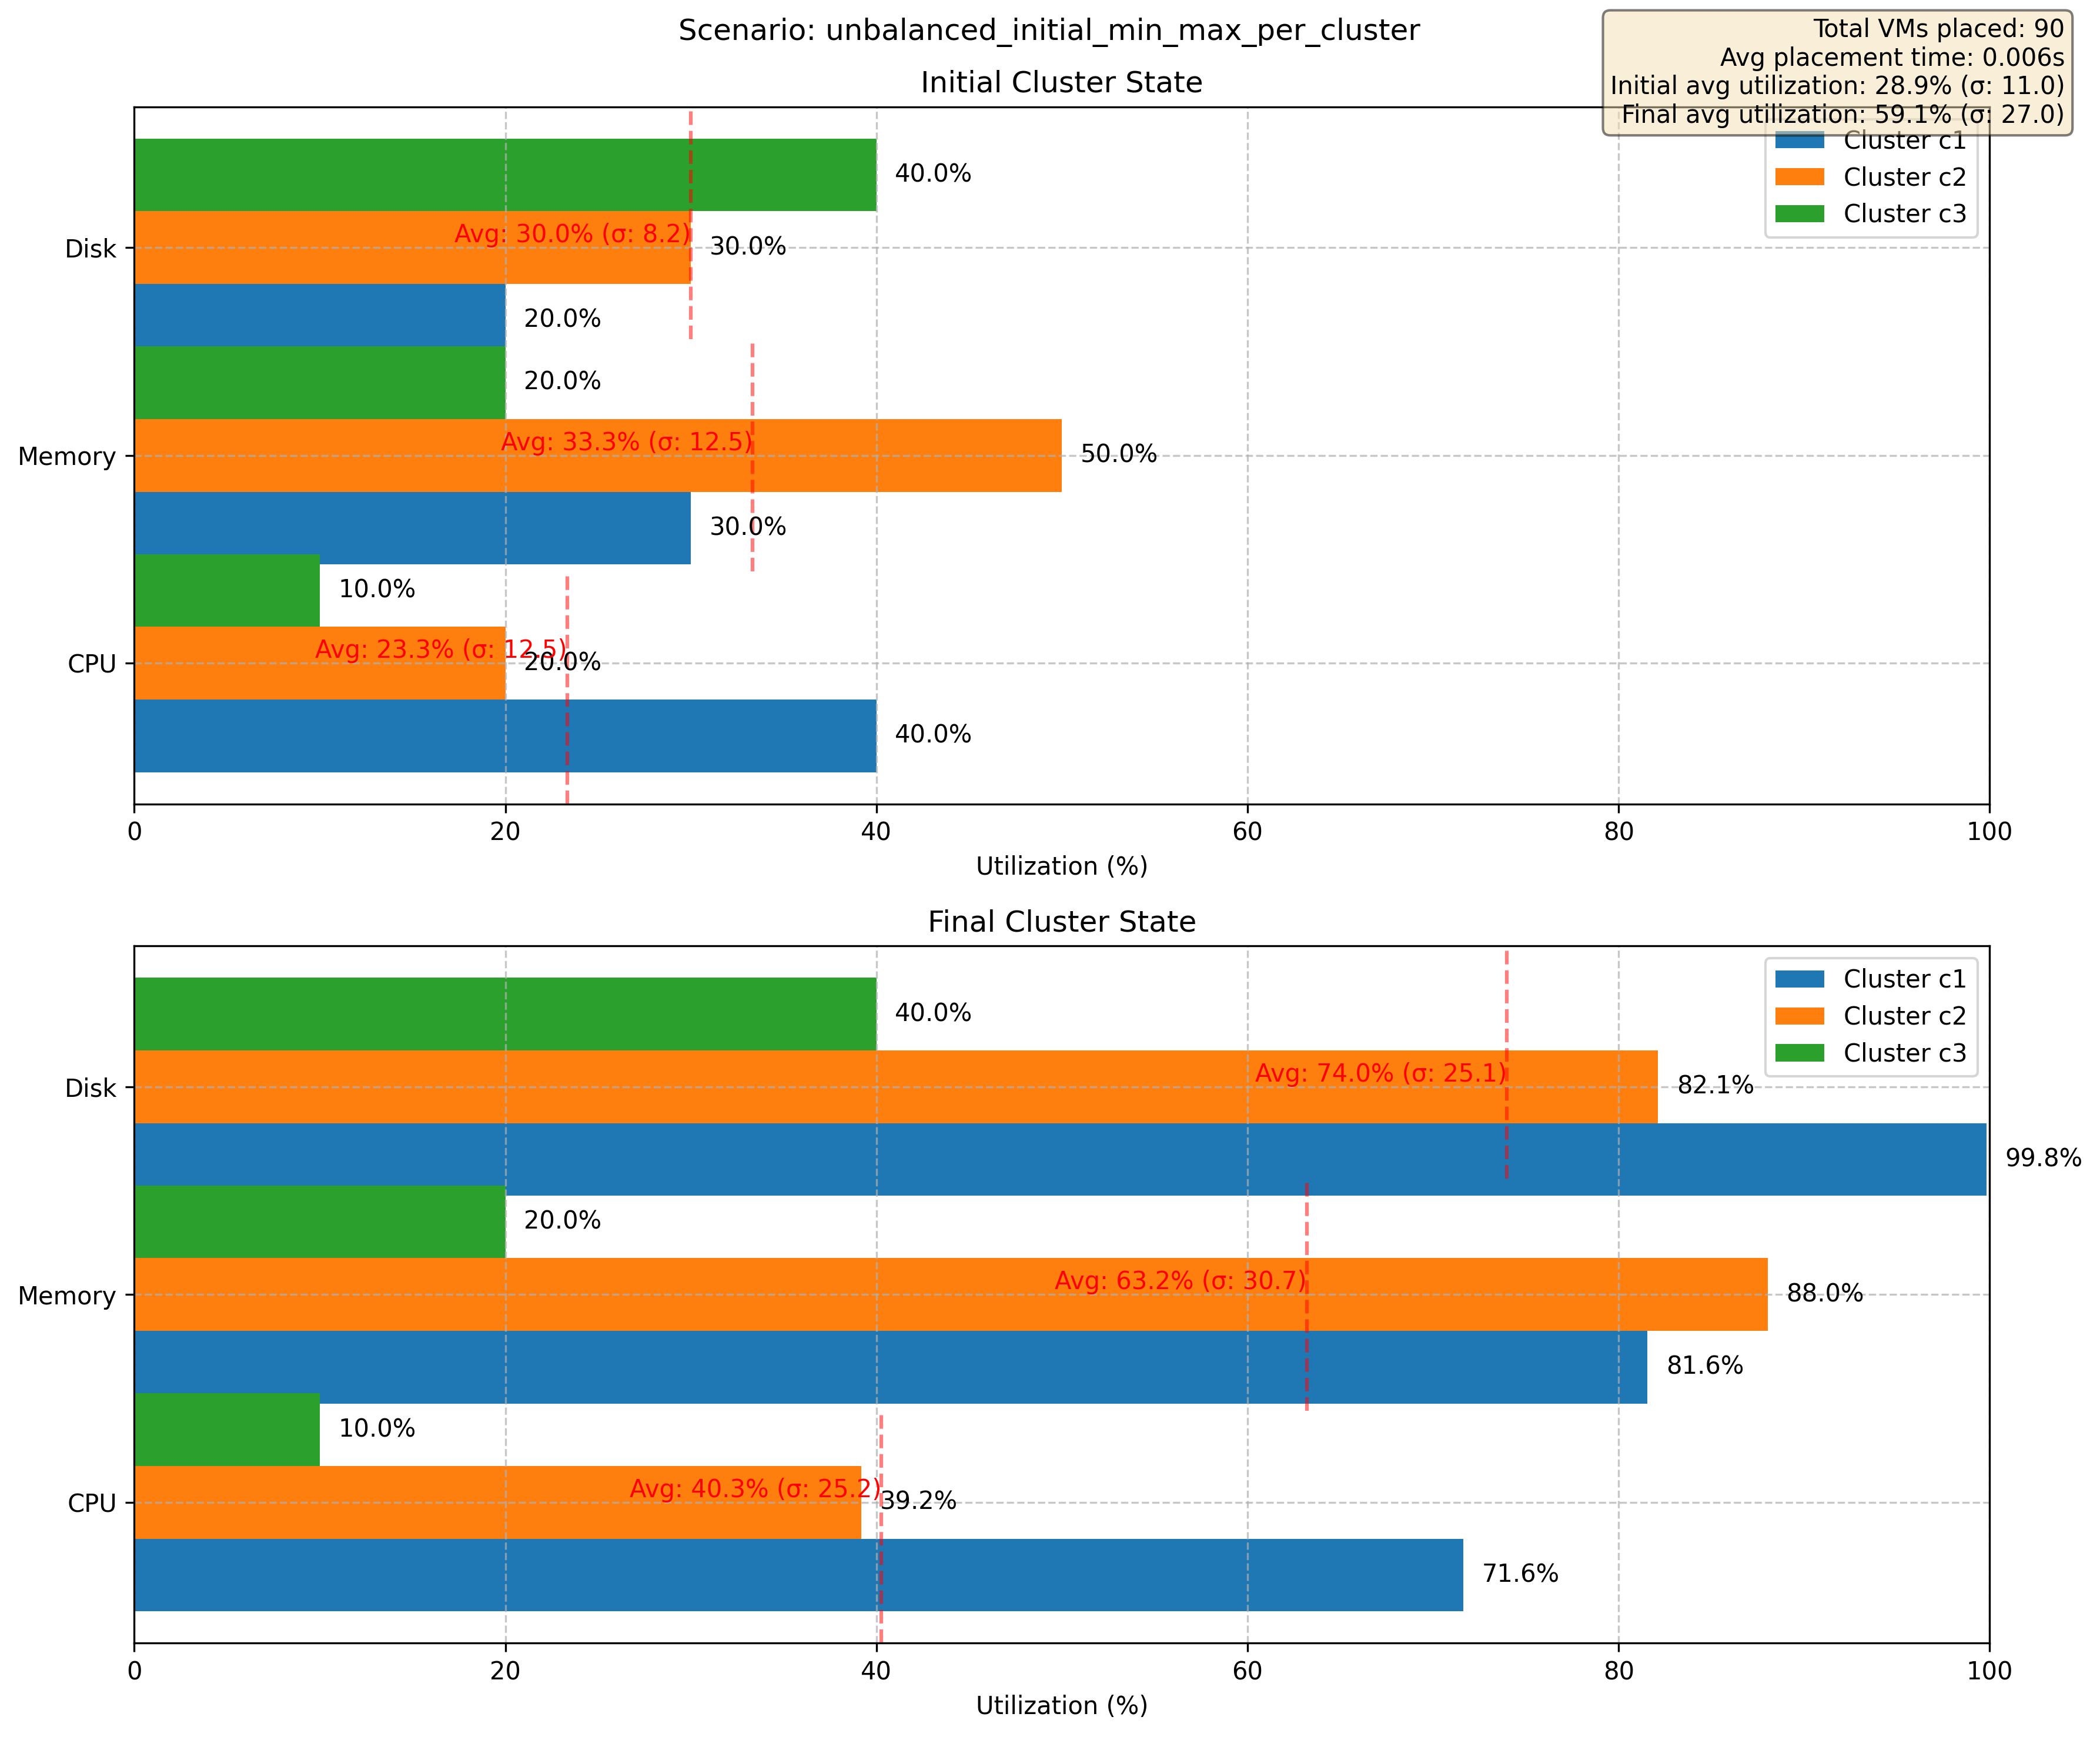 Scenario: unbalanced_initial_min_max_per_cluster
Total VMs placed: 90
Avg placement time: 0.006s
Initial avg utilization: 28.9% (σ: 11.0)
Final avg utilization: 59.1% (σ: 27.0)
Initial Cluster State
Cluster c1
Cluster c2
Cluster c3
40.0%
Avg: 30.0% (σ: 8.2)
Disk
30.0%
20.0%
20.0%
Avg: 33.3% (σ: 12.5)
Memory
50.0%
30.0%
10.0%
Avg: 23.3% (σ: 12.5)
CPU
20.0%
40.0%
0 20 40 60 80 100
Utilization (%)
Final Cluster State
Cluster c1
Cluster c2
Cluster c3
40.0%
Avg: 74.0% (σ: 25.1)
Disk
82.1%
99.8%
20.0%
Avg: 63.2% (σ: 30.7)
Memory
88.0%
81.6%
10.0%
Avg: 40.3% (σ: 25.2)
CPU
39.2%
71.6%
0 20 40 60 80 100
Utilization (%)